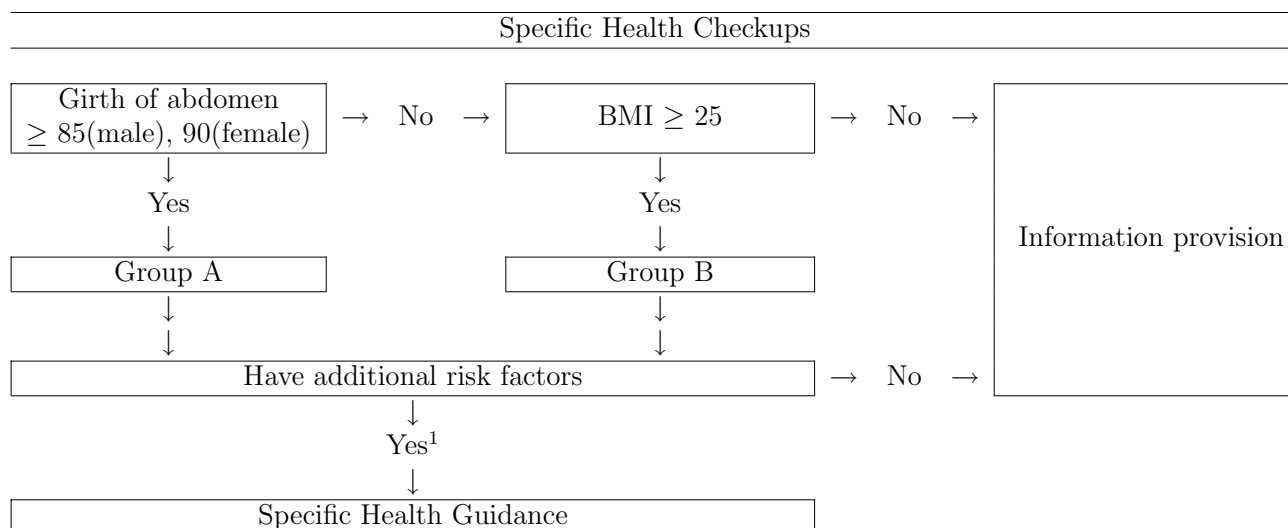 Specific Health Checkups
Girth of abdomen
≥ 85(male), 90(female)
→ No →
BMI ≥ 25
→ No →
Information provision
↓ ↓
Yes Yes
↓ ↓
Group A
Group B
↓ ↓
↓ ↓
Have additional risk factors
→ No →
↓
Yes¹
↓
Specific Health Guidance